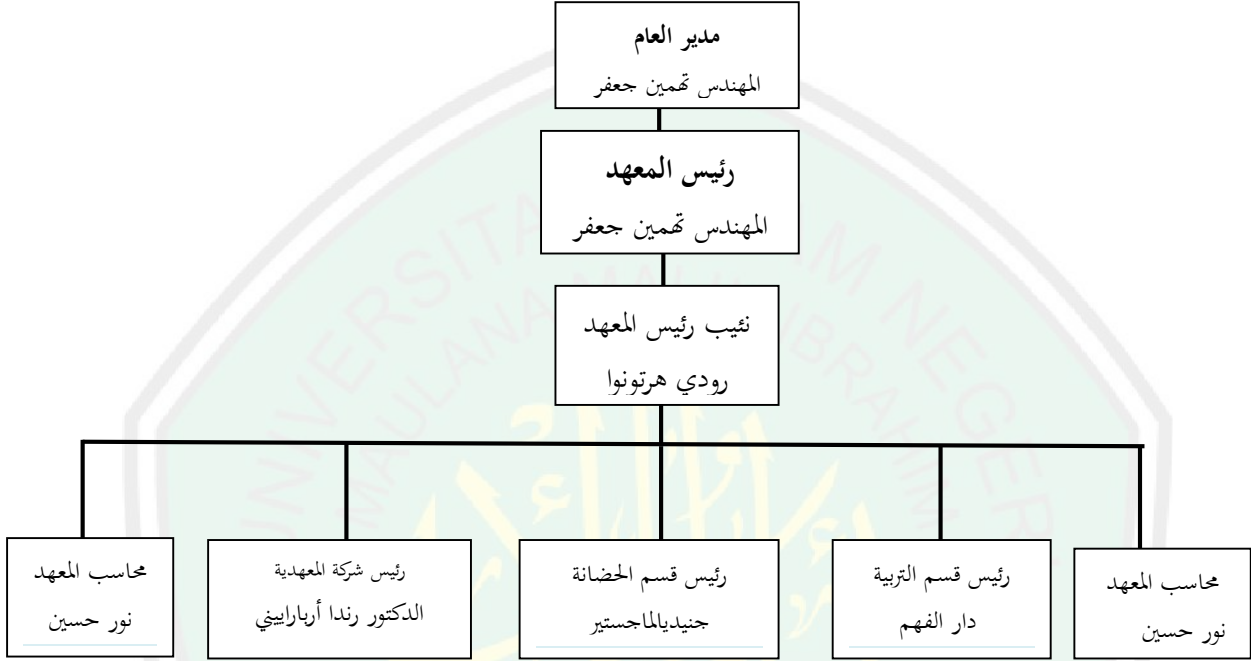 مدير العام
المهندس تهمين جعفر
رئيس المعهد
المهندس تهمين جعفر
نئيب رئيس المعهد
رودي هرتونوا
محاسب المعهد
نور حسين
رئيس قسم التربية
دار الفهم
رئيس قسم الحضانة
جنيديالماجستير
رئيس شركة المعهدية
الدكتور رندا أرباراييني
محاسب المعهد
نور حسين